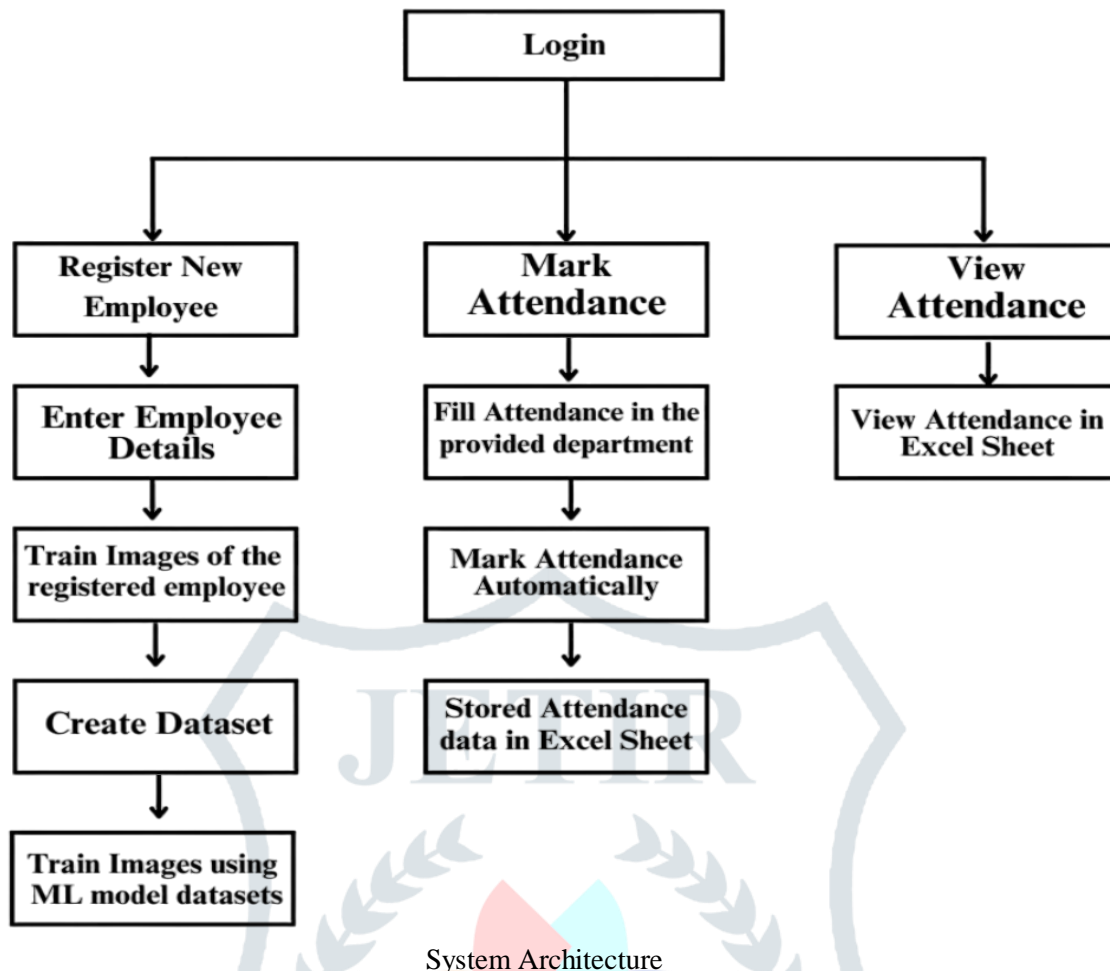 Login
Register New
Employee
Mark
Attendance
View
Attendance
Enter Employee
Details
Fill Attendance in the
provided department
View Attendance in
Excel Sheet
Train Images of the
registered employee
Mark Attendance
Automatically
Create Dataset
Stored Attendance
data in Excel Sheet
JETIR
Train Images using
ML model datasets
System Architecture